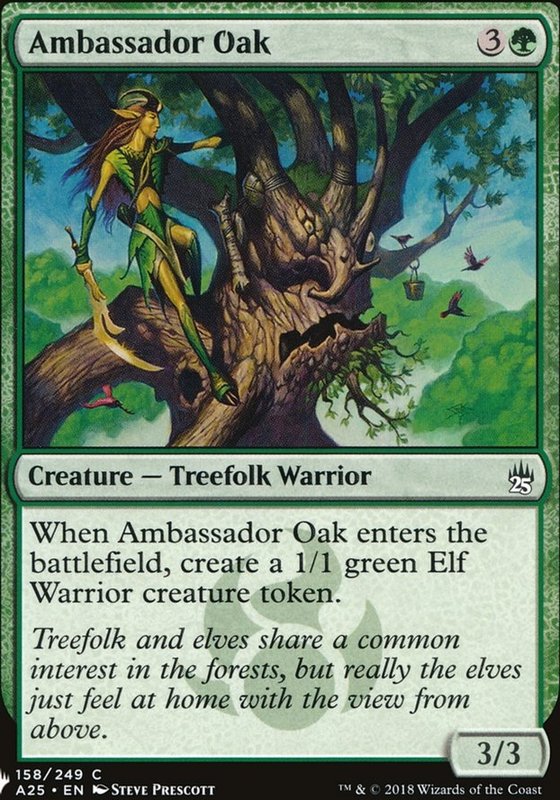 Ambassador Oak 3
Creature — Treefolk Warrior
25
When Ambassador Oak enters the
battlefield, create a 1/1 green Elf
Warrior creature token.
Treefolk and elves share a common
interest in the forests, but really the elves
just feel at home with the view from
above.
3/3
158/249 C
A25 • EN Steve Prescott
™ & © 2018 Wizards of the Coast